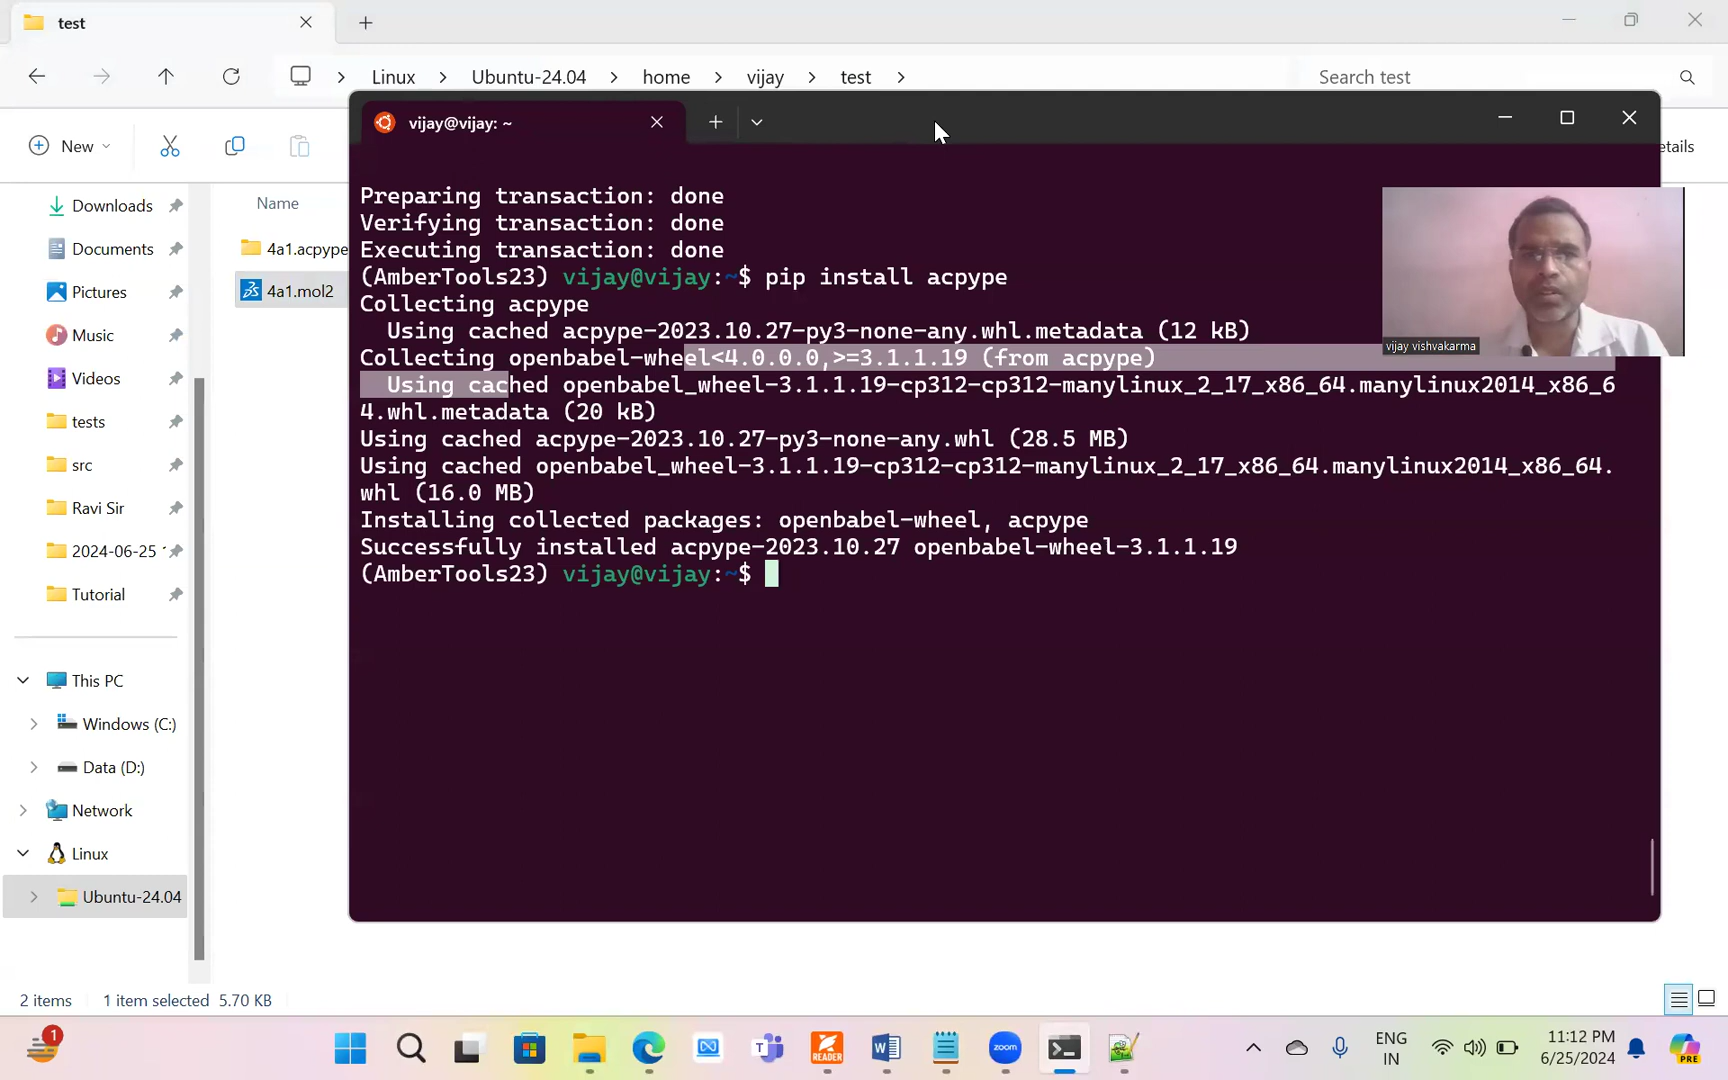 test
Linux > Ubuntu-24.04 > home > vijay > test >
Search test
New
etails
vijay@vijay: ~
Downloads
Documents
Pictures
Music
Videos
tests
src
Ravi Sir
2024-06-25
Tutorial
This PC
Windows (C:)
Data (D:)
Network
Linux
Ubuntu-24.04
Name
4a1.acpype
4a1.mol2
Preparing transaction: done
Verifying transaction: done
Executing transaction: done
(AmberTools23) vijay@vijay:~$ pip install acpype
Collecting acpype
Using cached acpype-2023.10.27-py3-none-any.whl.metadata (12 kB)
Collecting openbabel-wheel<4.0.0.0,>=3.1.1.19 (from acpype)
Using cached openbabel_wheel-3.1.1.19-cp312-cp312-manylinux_2_17_x86_64.manylinux2014_x86_6
4.whl.metadata (20 kB)
Using cached acpype-2023.10.27-py3-none-any.whl (28.5 MB)
Using cached openbabel_wheel-3.1.1.19-cp312-cp312-manylinux_2_17_x86_64.manylinux2014_x86_64.
whl (16.0 MB)
Installing collected packages: openbabel-wheel, acpype
Successfully installed acpype-2023.10.27 openbabel-wheel-3.1.1.19
(AmberTools23) vijay@vijay:~$
vijay vishvakarma
2 items 1 item selected 5.70 KB
1
READER
W
zoom
ENG
IN
11:12 PM
6/25/2024
PRE